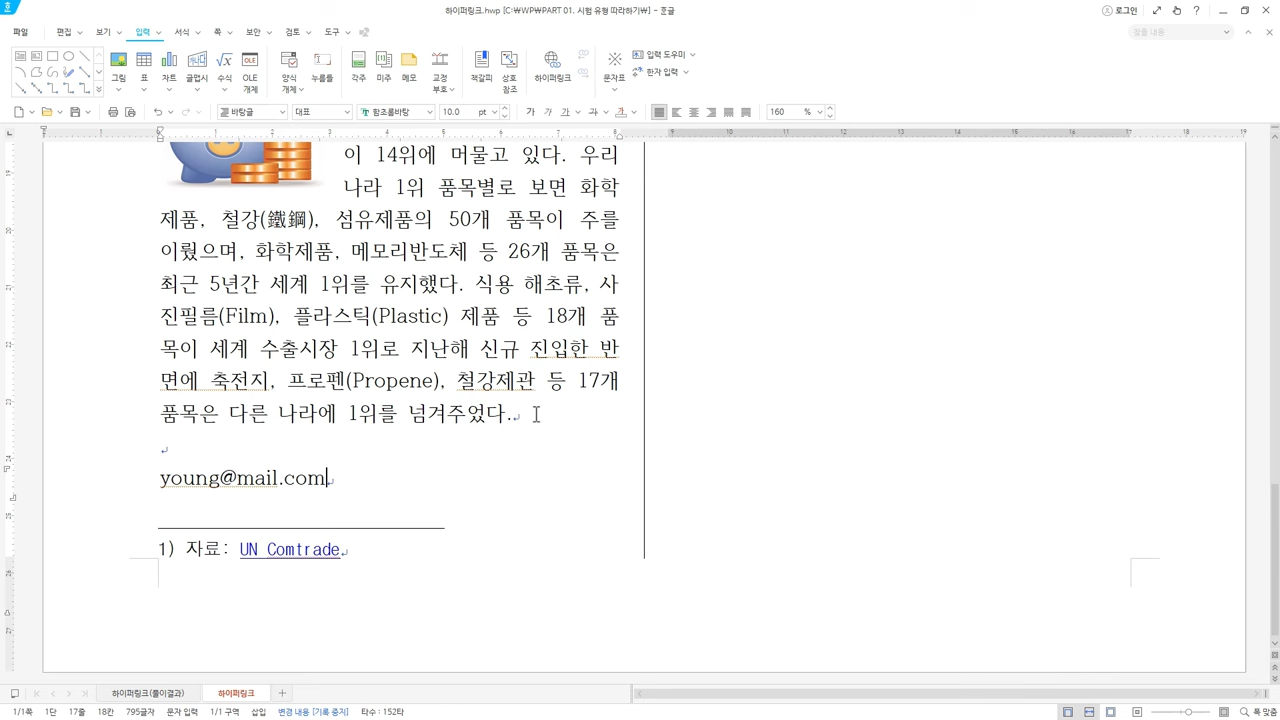 하이퍼링크.hwp [C:\WP\PART 01. 시험 유형 따라하기\] - 흔글
로그인
파일 편집 보기 입력 서식 쪽 보안 검토 도구
찾을 내용
그림 표 차트 글맵시 수식 OLE 개체 양식 개체 누름틀 각주 미주 메모 교정 부호 책갈피 상호 참조 하이퍼링크 문자표 입력 도우미
한자 입력
바탕글 대표 함초롬바탕 10.0 pt 가 가 가 가 가 160 %
이 14위에 머물고 있다. 우리
나라 1위 품목별로 보면 화학
제품, 철강(鐵鋼), 섬유제품의 50개 품목이 주를
이뤘으며, 화학제품, 메모리반도체 등 26개 품목은
최근 5년간 세계 1위를 유지했다. 식용 해초류, 사
진필름(Film), 플라스틱(Plastic) 제품 등 18개 품
목이 세계 수출시장 1위로 지난해 신규 진입한 반
면에 축전지, 프로펜(Propene), 철강제관 등 17개
품목은 다른 나라에 1위를 넘겨주었다.
young@mail.com
1) 자료: UN Comtrade
하이퍼링크(풀이결과) 하이퍼링크
1/1쪽 1단 17줄 18칸 795글자 문자 입력 1/1 구역 삽입 변경 내용 [기록 중지] 타수 : 152타 폭 맞춤